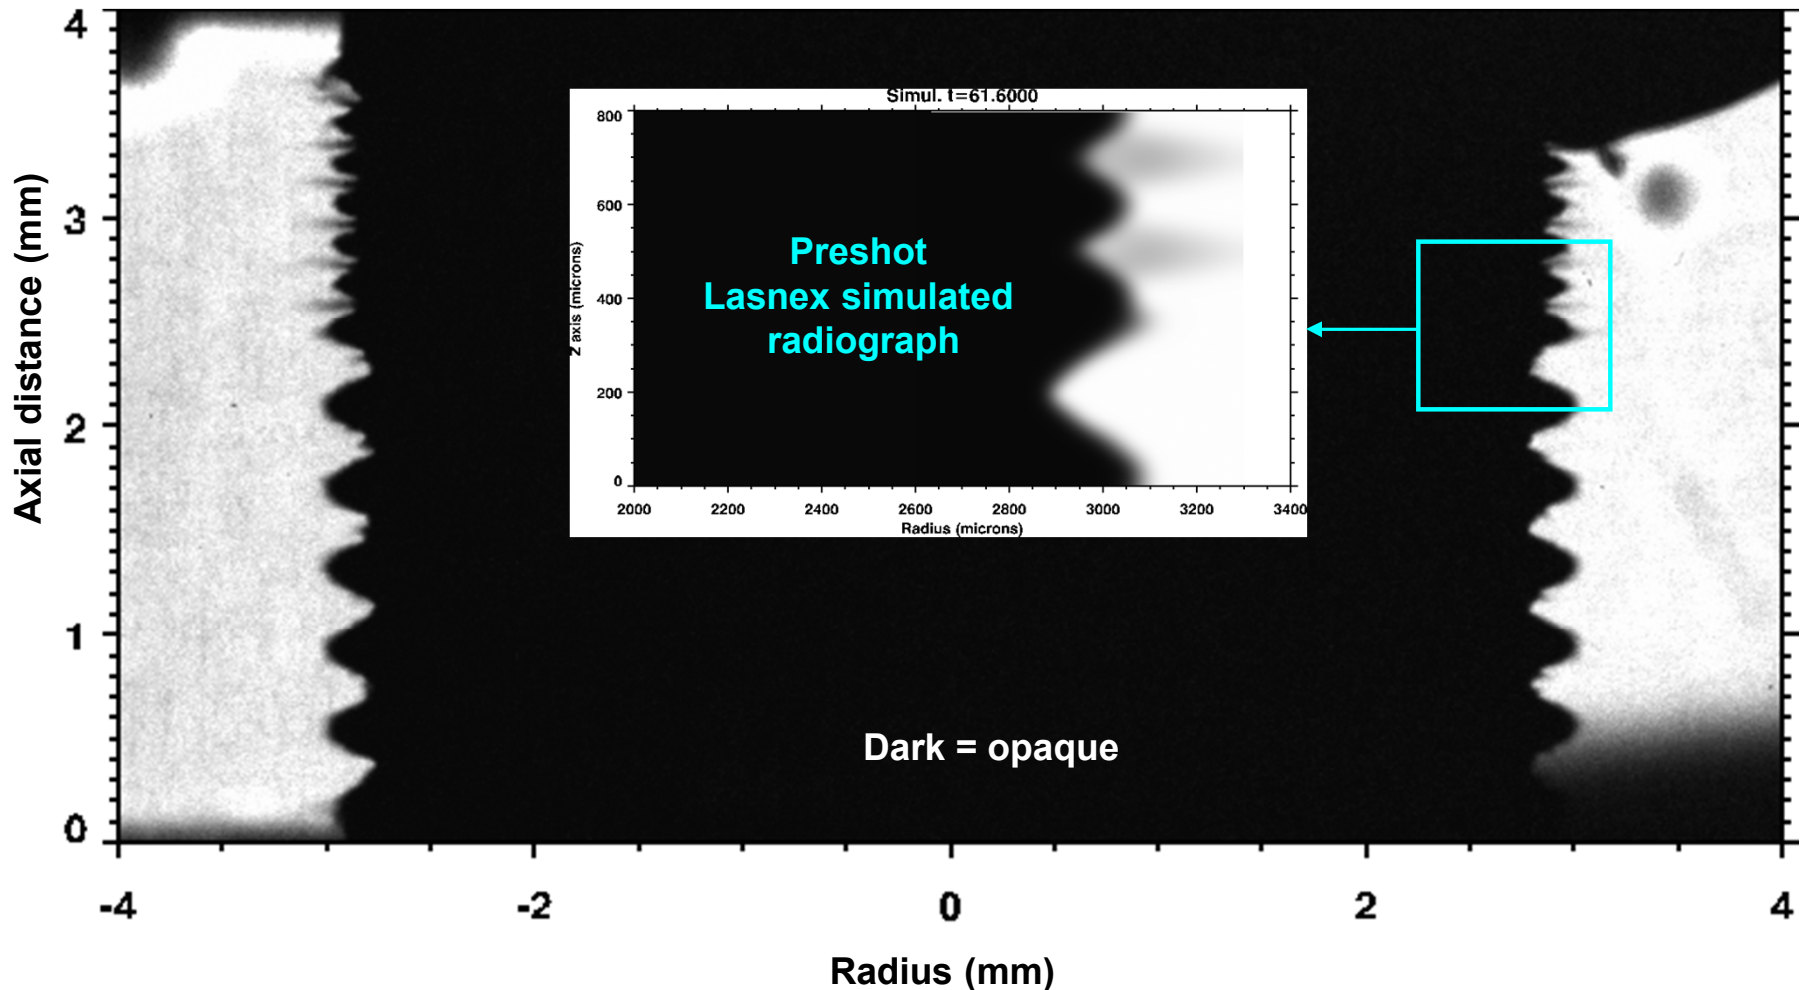 4
3
2
1
0
Axial distance (mm)
Simul. t=61.6000
800
600
400
200
0
Z axis (microns)
Preshot
Lasnex simulated
radiograph
2000 2200 2400 2600 2800 3000 3200 3400
Radius (microns)
Dark = opaque
-4 -2 0 2 4
Radius (mm)